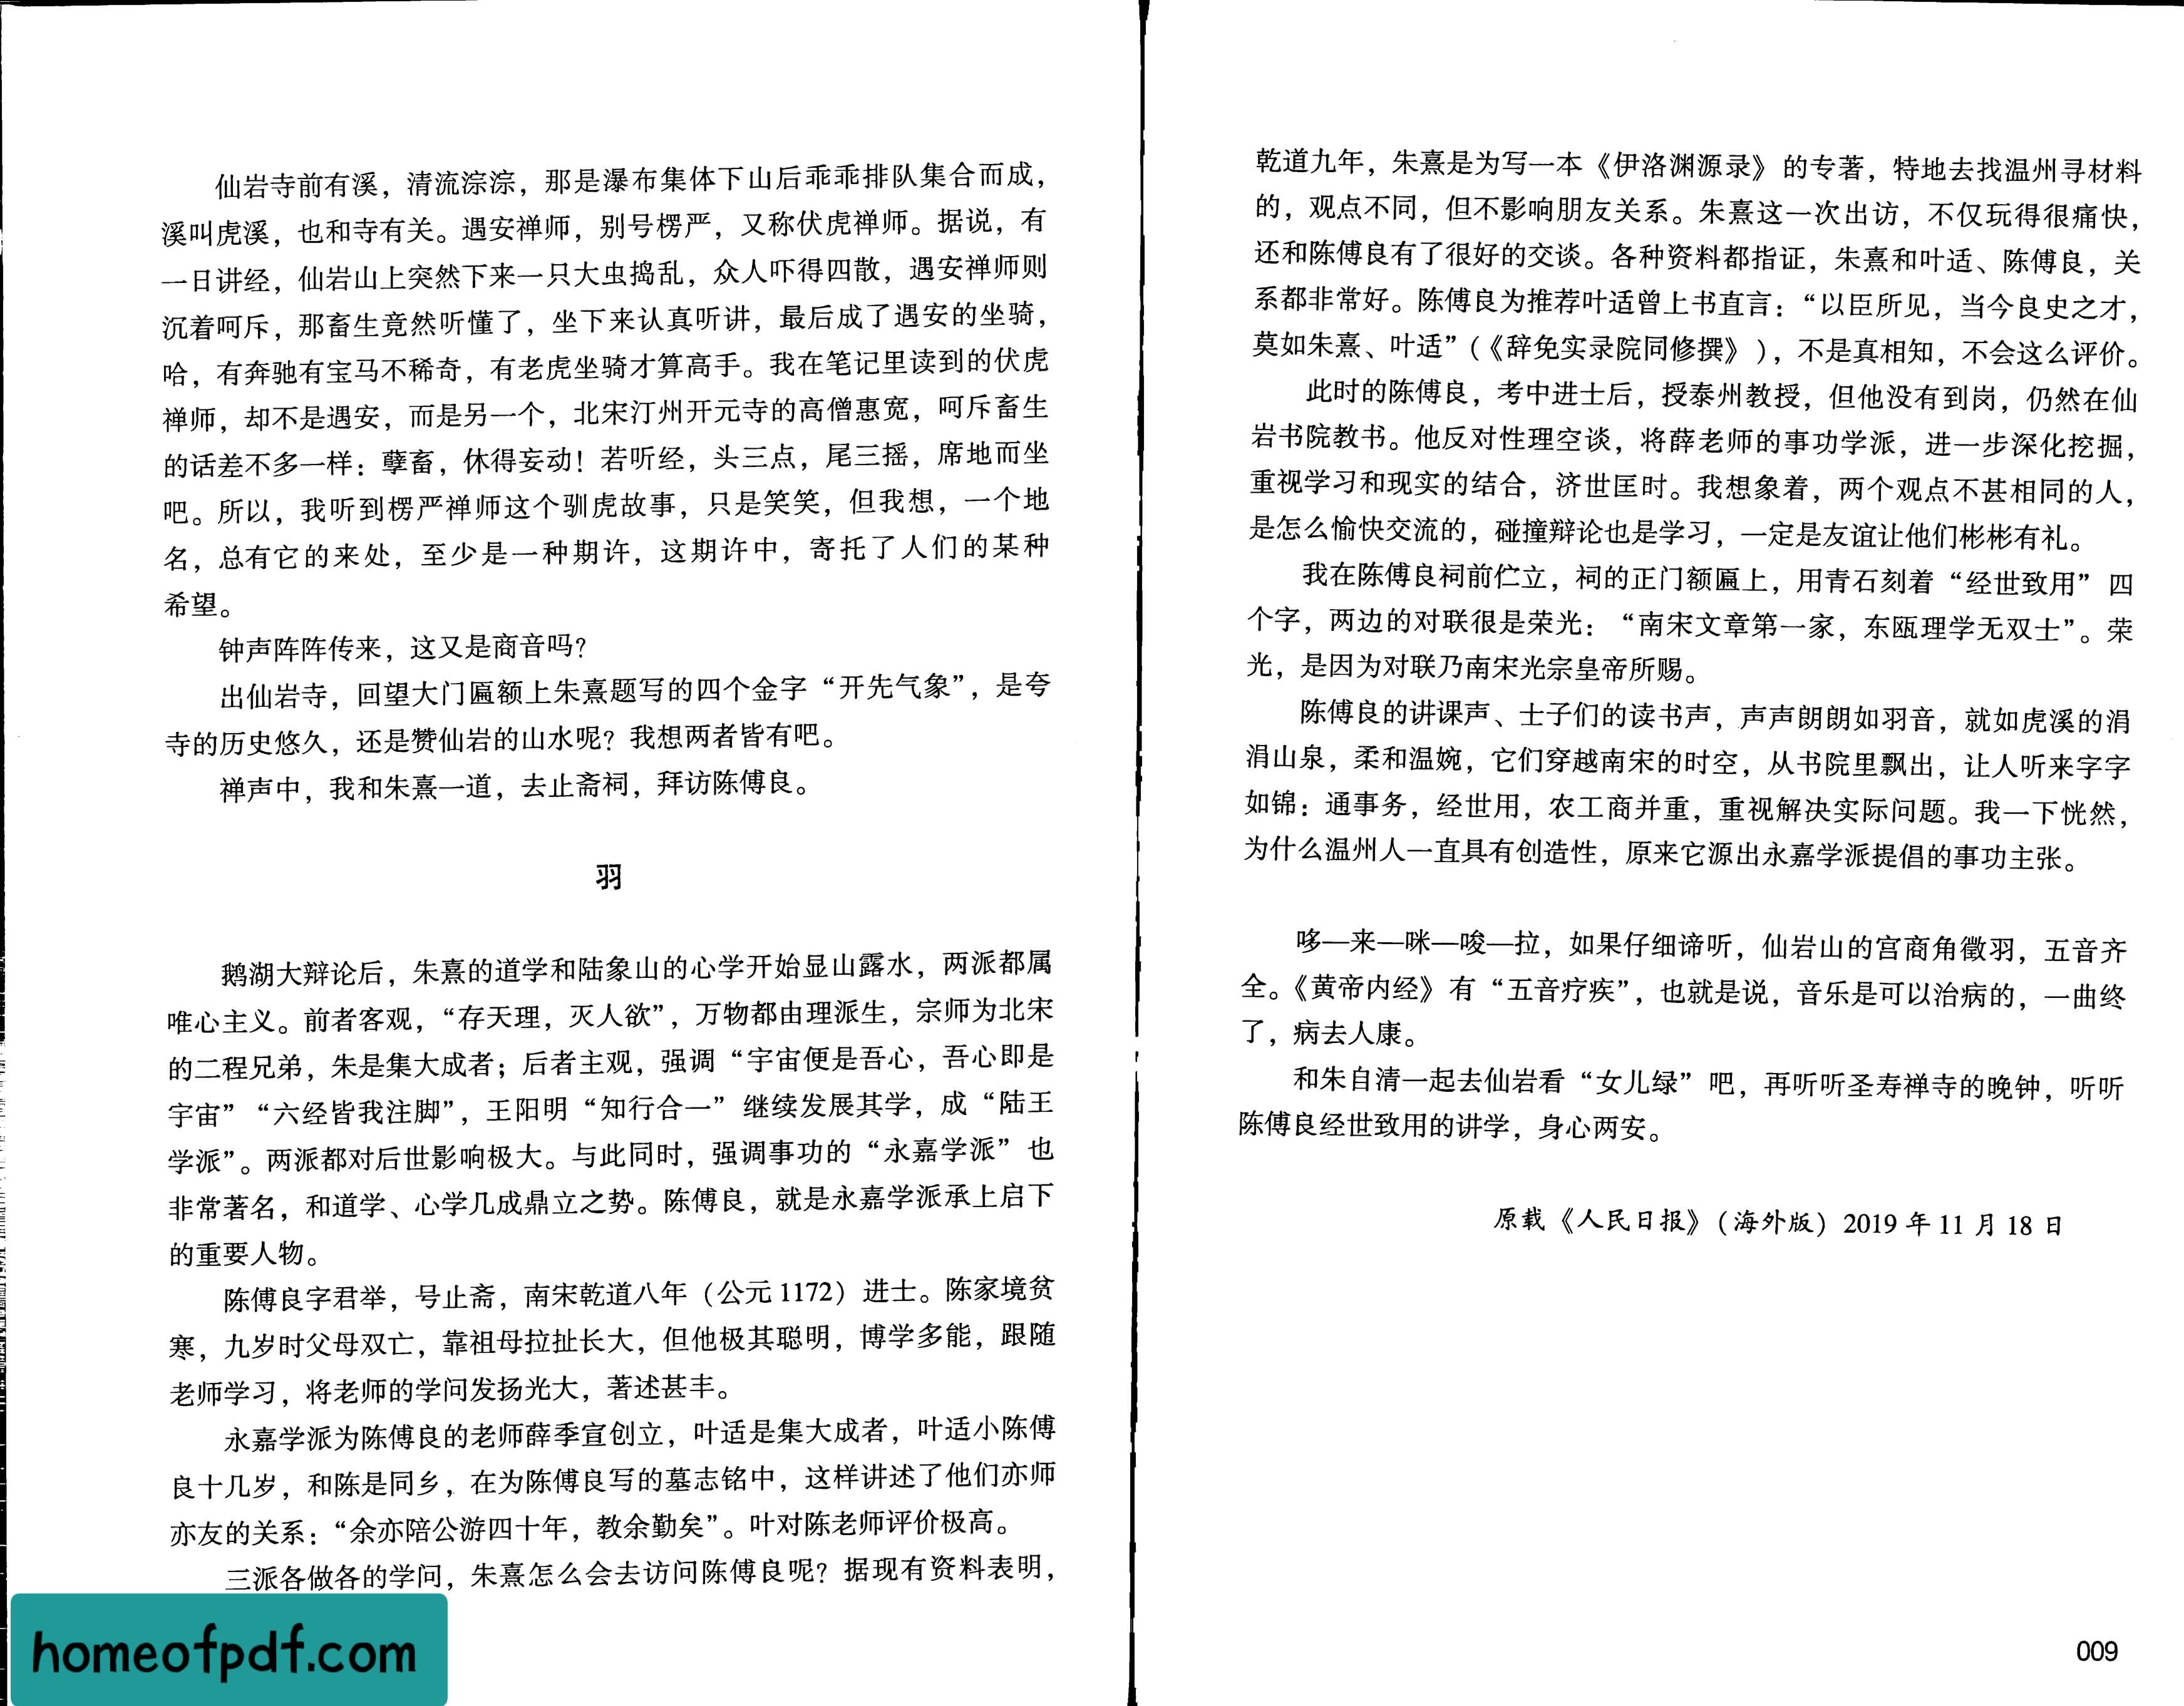 仙岩寺前有溪，清流淙淙，那是瀑布集体下山后乖乖排队集合而成，
溪叫虎溪，也和寺有关。遇安禅师，别号楞严，又称伏虎禅师。据说，有
一日讲经，仙岩山上突然下来一只大虫捣乱，众人吓得四散，遇安禅师则
沉着呵斥，那畜生竟然听懂了，坐下来认真听讲，最后成了遇安的坐骑，
哈，有奔驰有宝马不稀奇，有老虎坐骑才算高手。我在笔记里读到的伏虎
禅师，却不是遇安，而是另一个，北宋汀州开元寺的高僧惠宽，呵斥畜生
的话差不多一样：孽畜，休得妄动！若听经，头三点，尾三摇，席地而坐
吧。所以，我听到楞严禅师这个驯虎故事，只是笑笑，但我想，一个地
名，总有它的来处，至少是一种期许，这期许中，寄托了人们的某种
希望。
钟声阵阵传来，这又是商音吗？
出仙岩寺，回望大门匾额上朱熹题写的四个金字“开先气象”，是夸
寺的历史悠久，还是赞仙岩的山水呢？我想两者皆有吧。
禅声中，我和朱熹一道，去止斋祠，拜访陈傅良。
羽
鹅湖大辩论后，朱熹的道学和陆象山的心学开始显山露水，两派都属
唯心主义。前者客观，“存天理，灭人欲”，万物都由理派生，宗师为北宋
的二程兄弟，朱是集大成者；后者主观，强调“宇宙便是吾心，吾心即是
宇宙”“六经皆我注脚”，王阳明“知行合一”继续发展其学，成“陆王
学派”。两派都对后世影响极大。与此同时，强调事功的“永嘉学派”也
非常著名，和道学、心学几成鼎立之势。陈傅良，就是永嘉学派承上启下
的重要人物。
陈傅良字君举，号止斋，南宋乾道八年（公元1172）进士。陈家境贫
寒，九岁时父母双亡，靠祖母拉扯长大，但他极其聪明，博学多能，跟随
老师学习，将老师的学问发扬光大，著述甚丰。
永嘉学派为陈傅良的老师薛季宣创立，叶适是集大成者，叶适小陈傅
良十几岁，和陈是同乡，在为陈傅良写的墓志铭中，这样讲述了他们亦师
亦友的关系：“余亦陪公游四十年，教余勤矣”。叶对陈老师评价极高。
三派各做各的学问，朱熹怎么会去访问陈傅良呢？据现有资料表明，
homeofpdf.com
乾道九年，朱熹是为写一本《伊洛渊源录》的专著，特地去找温州寻材料
的，观点不同，但不影响朋友关系。朱熹这一次出访，不仅玩得很痛快，
还和陈傅良有了很好的交谈。各种资料都指证，朱熹和叶适、陈傅良，关
系都非常好。陈傅良为推荐叶适曾上书直言：“以臣所见，当今良史之才，
莫如朱熹、叶适”（《辞免实录院同修撰》），不是真相知，不会这么评价。
此时的陈傅良，考中进士后，授泰州教授，但他没有到岗，仍然在仙
岩书院教书。他反对性理空谈，将薛老师的事功学派，进一步深化挖掘，
重视学习和现实的结合，济世匡时。我想象着，两个观点不甚相同的人，
是怎么愉快交流的，碰撞辩论也是学习，一定是友谊让他们彬彬有礼。
我在陈傅良祠前伫立，祠的正门额匾上，用青石刻着“经世致用”四
个字，两边的对联很是荣光：“南宋文章第一家，东瓯理学无双士”。荣
光，是因为对联乃南宋光宗皇帝所赐。
陈傅良的讲课声、士子们的读书声，声声朗朗如羽音，就如虎溪的涓
涓山泉，柔和温婉，它们穿越南宋的时空，从书院里飘出，让人听来字字
如锦：通事务，经世用，农工商并重，重视解决实际问题。我一下恍然，
为什么温州人一直具有创造性，原来它源出永嘉学派提倡的事功主张。
哆—来—咪—唆—拉，如果仔细谛听，仙岩山的宫商角徵羽，五音齐
全。《黄帝内经》有“五音疗疾”，也就是说，音乐是可以治病的，一曲终
了，病去人康。
和朱自清一起去仙岩看“女儿绿”吧，再听听圣寿禅寺的晚钟，听听
陈傅良经世致用的讲学，身心两安。
原载《人民日报》（海外版）2019年11月18日
009